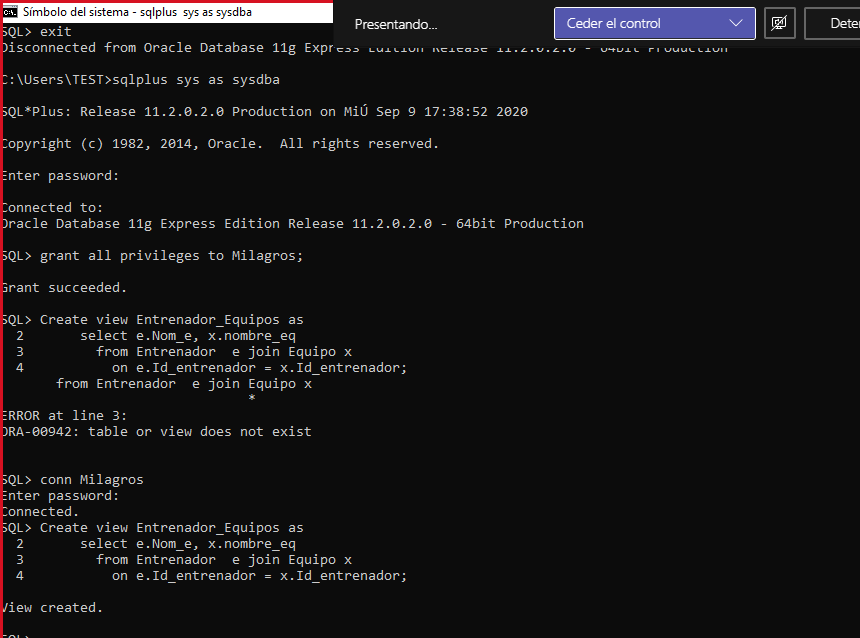 Símbolo del sistema - sqlplus sys as sysdba
Presentando...
Ceder el control
Deter
SQL> exit
Disconnected from Oracle Database 11g Express Edition Release 11.2.0.2.0 - 64bit Production
C:\Users\TEST>sqlplus sys as sysdba
SQL*Plus: Release 11.2.0.2.0 Production on MiÚ Sep 9 17:38:52 2020
Copyright (c) 1982, 2014, Oracle.  All rights reserved.
Enter password:
Connected to:
Oracle Database 11g Express Edition Release 11.2.0.2.0 - 64bit Production
SQL> grant all privileges to Milagros;
Grant succeeded.
SQL> Create view Entrenador_Equipos as
  2       select e.Nom_e, x.nombre_eq
  3         from Entrenador  e join Equipo x
  4           on e.Id_entrenador = x.Id_entrenador;
       from Entrenador  e join Equipo x
                               *
ERROR at line 3:
ORA-00942: table or view does not exist
SQL> conn Milagros
Enter password:
Connected.
SQL> Create view Entrenador_Equipos as
  2       select e.Nom_e, x.nombre_eq
  3         from Entrenador  e join Equipo x
  4           on e.Id_entrenador = x.Id_entrenador;
View created.
SQL>